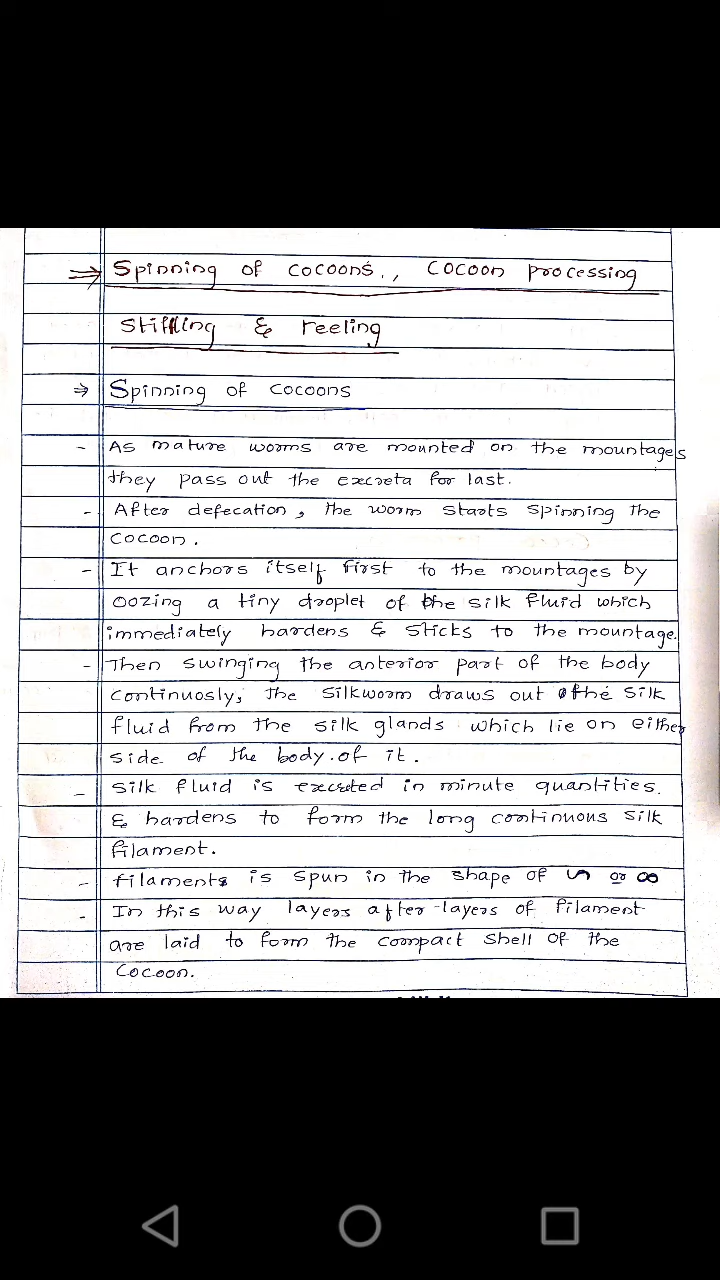 ⇒ Spinning of cocoons., cocoon processing
stiffling & reeling
⇒ Spinning of cocoons
- As mature worms are mounted on the mountages
they pass out the excreta for last.
- After defecation, the worm starts spinning the
cocoon.
- It anchors itself first to the mountages by
oozing a tiny droplet of the silk fluid which
immediately hardens & sticks to the mountage.
- Then swinging the anterior part of the body
continuosly, the silkworm draws out the silk
fluid from the silk glands which lie on either
side of the body.of it.
- silk fluid is excreted in minute quantities.
& hardens to form the long continuous silk
filament.
- filaments is spun in the shape of ഗ or ∞
- In this way layers after-layers of filament
are laid to form the compact shell of the
cocoon.